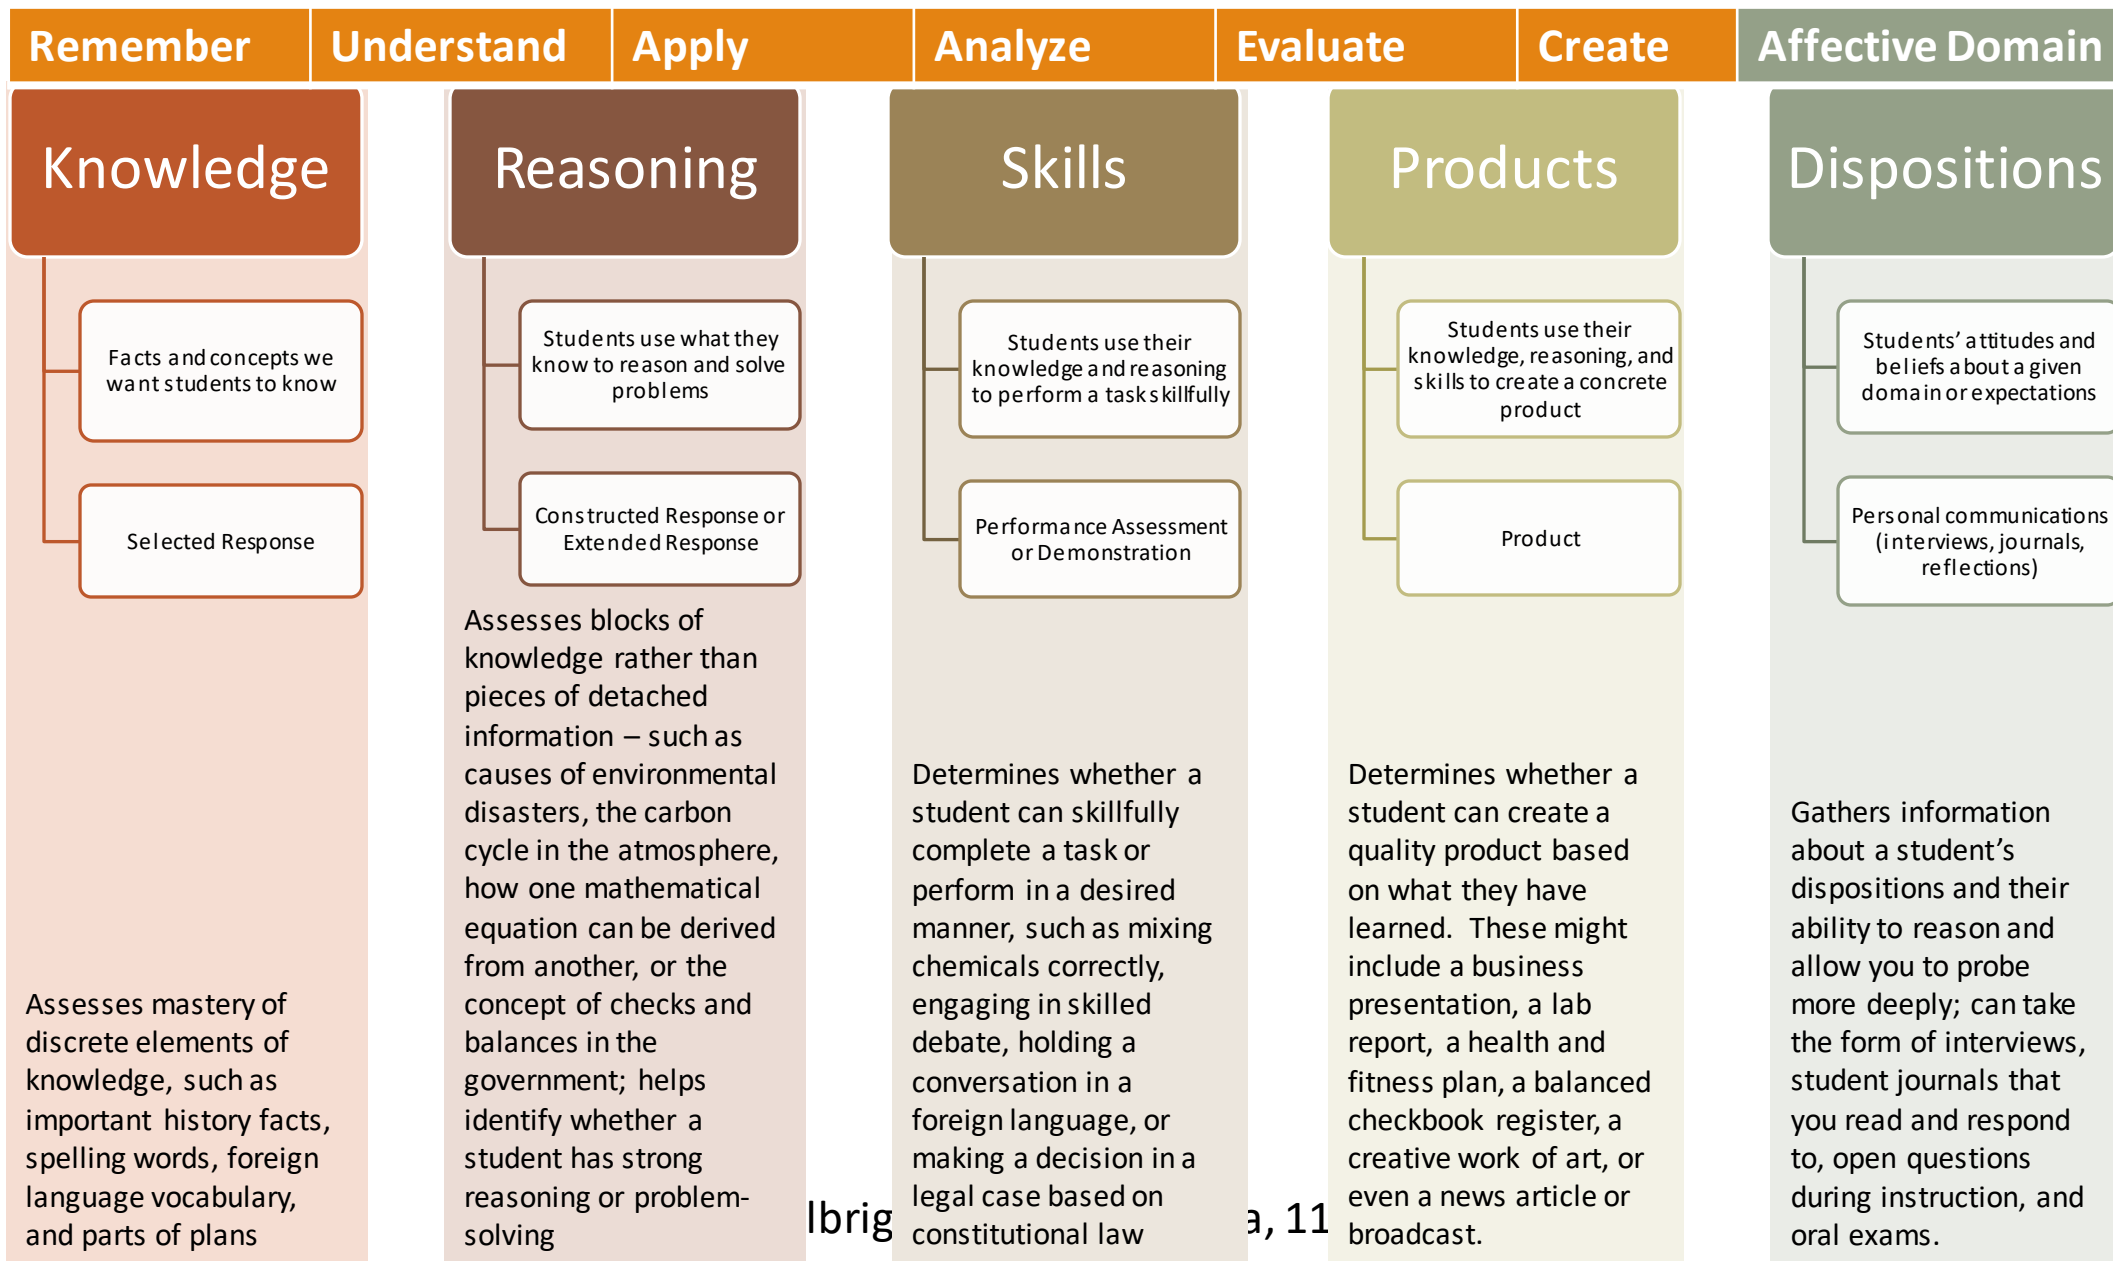 Remember
Understand
Apply
Analyze
Evaluate
Create
Affective Domain
Knowledge
Facts and concepts we
want students to know
Selected Response
Assesses mastery of
discrete elements of
knowledge, such as
important history facts,
spelling words, foreign
language vocabulary,
and parts of plans
Reasoning
Students use what they
know to reason and solve
problems
Constructed Response or
Extended Response
Assesses blocks of
knowledge rather than
pieces of detached
information – such as
causes of environmental
disasters, the carbon
cycle in the atmosphere,
how one mathematical
equation can be derived
from another, or the
concept of checks and
balances in the
government; helps
identify whether a
student has strong
reasoning or problem-
solving
Skills
Students use their
knowledge and reasoning
to perform a task skillfully
Performance Assessment
or Demonstration
Determines whether a
student can skillfully
complete a task or
perform in a desired
manner, such as mixing
chemicals correctly,
engaging in skilled
debate, holding a
conversation in a
foreign language, or
making a decision in a
legal case based on
constitutional law
Products
Students use their
knowledge, reasoning, and
skills to create a concrete
product
Product
Determines whether a
student can create a
quality product based
on what they have
learned. These might
include a business
presentation, a lab
report, a health and
fitness plan, a balanced
checkbook register, a
creative work of art, or
even a news article or
broadcast.
Dispositions
Students' attitudes and
beliefs about a given
domain or expectations
Personal communications
(interviews, journals,
reflections)
Gathers information
about a student's
dispositions and their
ability to reason and
allow you to probe
more deeply; can take
the form of interviews,
student journals that
you read and respond
to, open questions
during instruction, and
oral exams.